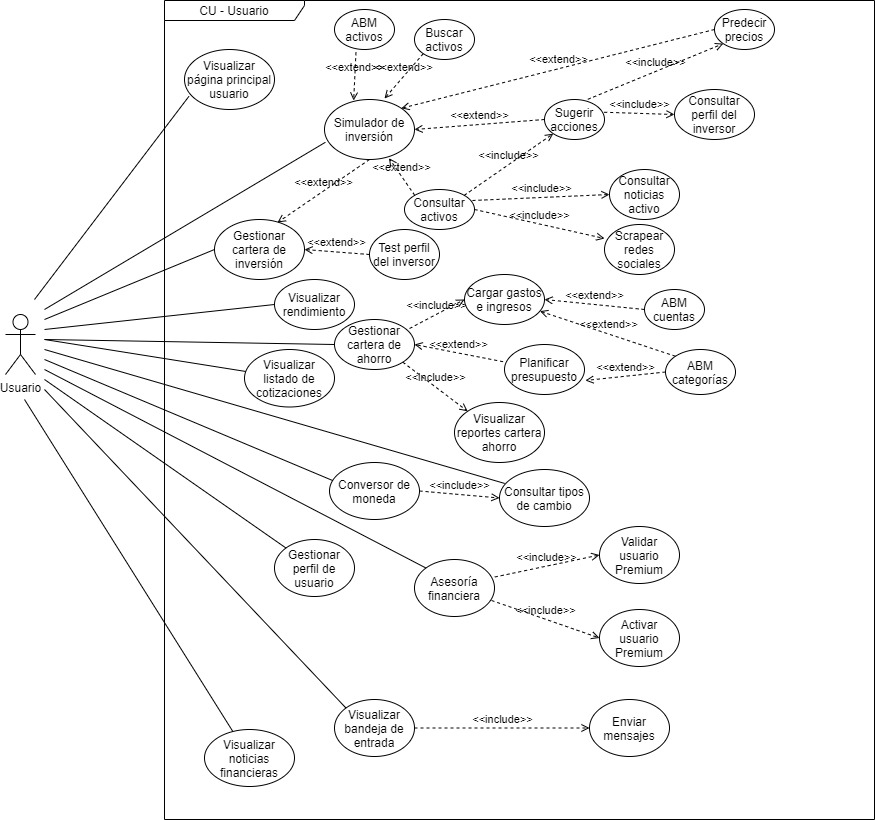 CU - Usuario
ABM
activos
Buscar
activos
Predecir
precios
Visualizar
página principal
usuario
<<extend>>
<<extend>>
<<extend>>
<<include>>
Simulador de
inversión
<<extend>>
Sugerir
acciones
<<include>>
Consultar
perfil del
inversor
<<include>>
<<extend>>
<<extend>>
Consultar
activos
<<include>>
<<include>>
Consultar
noticias
activo
Gestionar
cartera de
inversión
<<extend>>
Test perfil
del inversor
Scrapear
redes
sociales
Visualizar
rendimiento
Cargar gastos
e ingresos
<<include>>
<<extend>>
ABM
cuentas
Gestionar
cartera de
ahorro
<<extend>>
<<extend>>
Visualizar
listado de
cotizaciones
<<include>>
Planificar
presupuesto
<<extend>>
ABM
categorías
Usuario
Visualizar
reportes cartera
ahorro
Conversor de
moneda
<<include>>
Consultar tipos
de cambio
Gestionar
perfil de
usuario
Asesoría
financiera
<<include>>
Validar
usuario
Premium
<<include>>
Activar
usuario
Premium
Visualizar
bandeja de
entrada
<<include>>
Enviar
mensajes
Visualizar
noticias
financieras